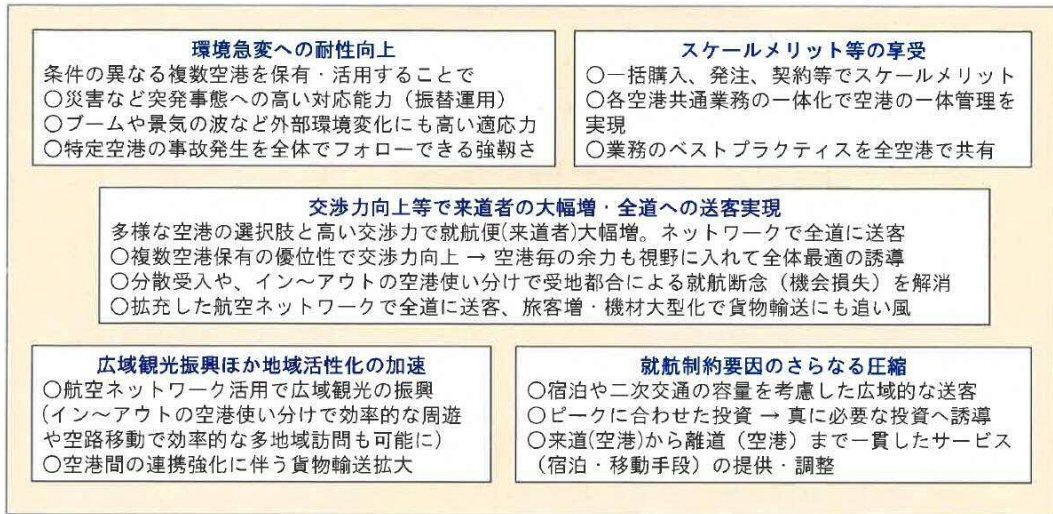 環境急変への耐性向上
条件の異なる複数空港を保有・活用することで
○災害など突発事態への高い対応能力（振替運用）
○ブームや景気の波など外部環境変化にも高い適応力
○特定空港の事故発生を全体でフォローできる強靱さ
スケールメリット等の享受
○一括購入、発注、契約等でスケールメリット
○各空港共通業務の一体化で空港の一体管理を
実現
○業務のベストプラクティスを全空港で共有
交渉力向上等で来道者の大幅増・全道への送客実現
多様な空港の選択肢と高い交渉力で就航便(来道者)大幅増。ネットワークで全道に送客
○複数空港保有の優位性で交渉力向上 → 空港毎の余力も視野に入れて全体最適の誘導
○分散受入や、イン～アウトの空港使い分けで受地都合による就航断念（機会損失）を解消
○拡充した航空ネットワークで全道に送客、旅客増・機材大型化で貨物輸送にも追い風
広域観光振興ほか地域活性化の加速
○航空ネットワーク活用で広域観光の振興
(イン～アウトの空港使い分けで効率的な周遊
や空路移動で効率的な多地域訪問も可能に)
○空港間の連携強化に伴う貨物輸送拡大
就航制約要因のさらなる圧縮
○宿泊や二次交通の容量を考慮した広域的な送客
○ピークに合わせた投資 → 真に必要な投資へ誘導
○来道(空港)から離道（空港）まで一貫したサービス
（宿泊・移動手段）の提供・調整